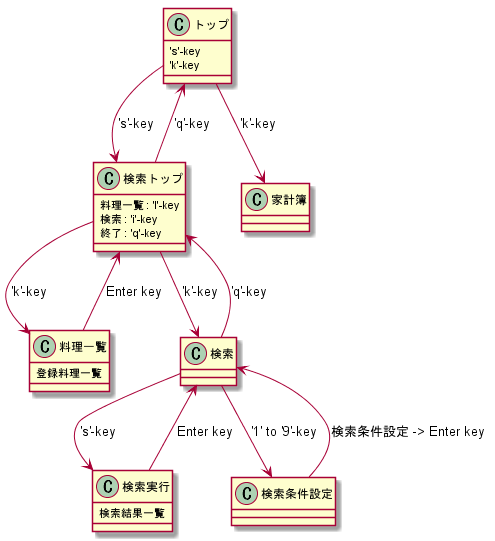 C トップ
's'-key
'k'-key
's'-key
'q'-key
'k'-key
C 検索トップ
料理一覧 : 'l'-key
検索 : 'i'-key
終了 : 'q'-key
C 家計簿
'k'-key
Enter key
'k'-key
'q'-key
C 料理一覧
登録料理一覧
C 検索
's'-key
Enter key
'1' to '9'-key
検索条件設定 -> Enter key
C 検索実行
検索結果一覧
C 検索条件設定